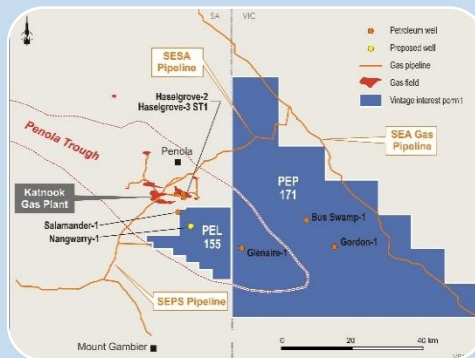 SA
VIC
SESA
Pipeline
Petroleum well
Proposed well
Gas pipeline
Gas field
Vintage interest permit
Haselgrove-2
Haselgrove-3 ST1
SEA Gas
Pipeline
Penola Trough
Penola
Katnook
Gas Plant
PEP
171
Salamander-1
Nangwarry-1
PEL
155
Bus Swamp-1
Glenaire-1
Gordon-1
SEPS Pipeline
0
20
40 km
Mount Gambier